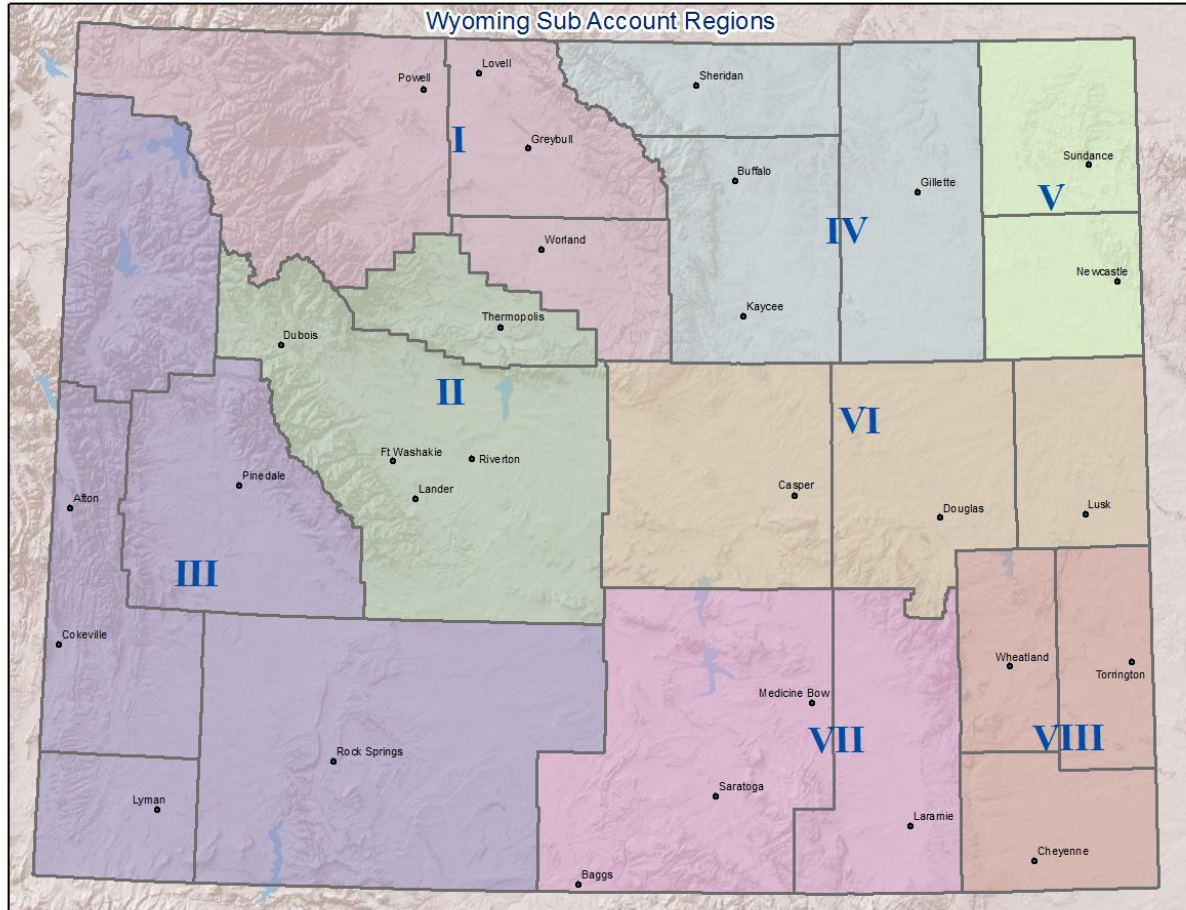 Wyoming Sub Account Regions
Lovell
Powell
Sheridan
I
Greybull
Sundance
Buffalo
Gillette
V
IV
Worland
Newcastle
Kaycee
Thermopolis
Dubois
II
VI
Ft Washakie
Riverton
Pinedale
Lander
Casper
Afton
Douglas
Lusk
III
Cokeville
Wheatland
Torrington
Medicine Bow
VII
VIII
Rock Springs
Saratoga
Lyman
Laramie
Cheyenne
Baggs